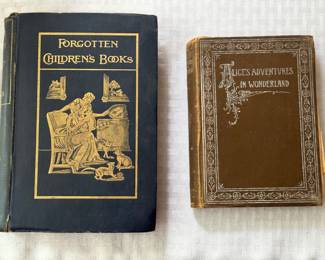 FORGOTTEN
CHILDREN'S BOOKS
ALICE'S ADVENTURES
IN WONDERLAND